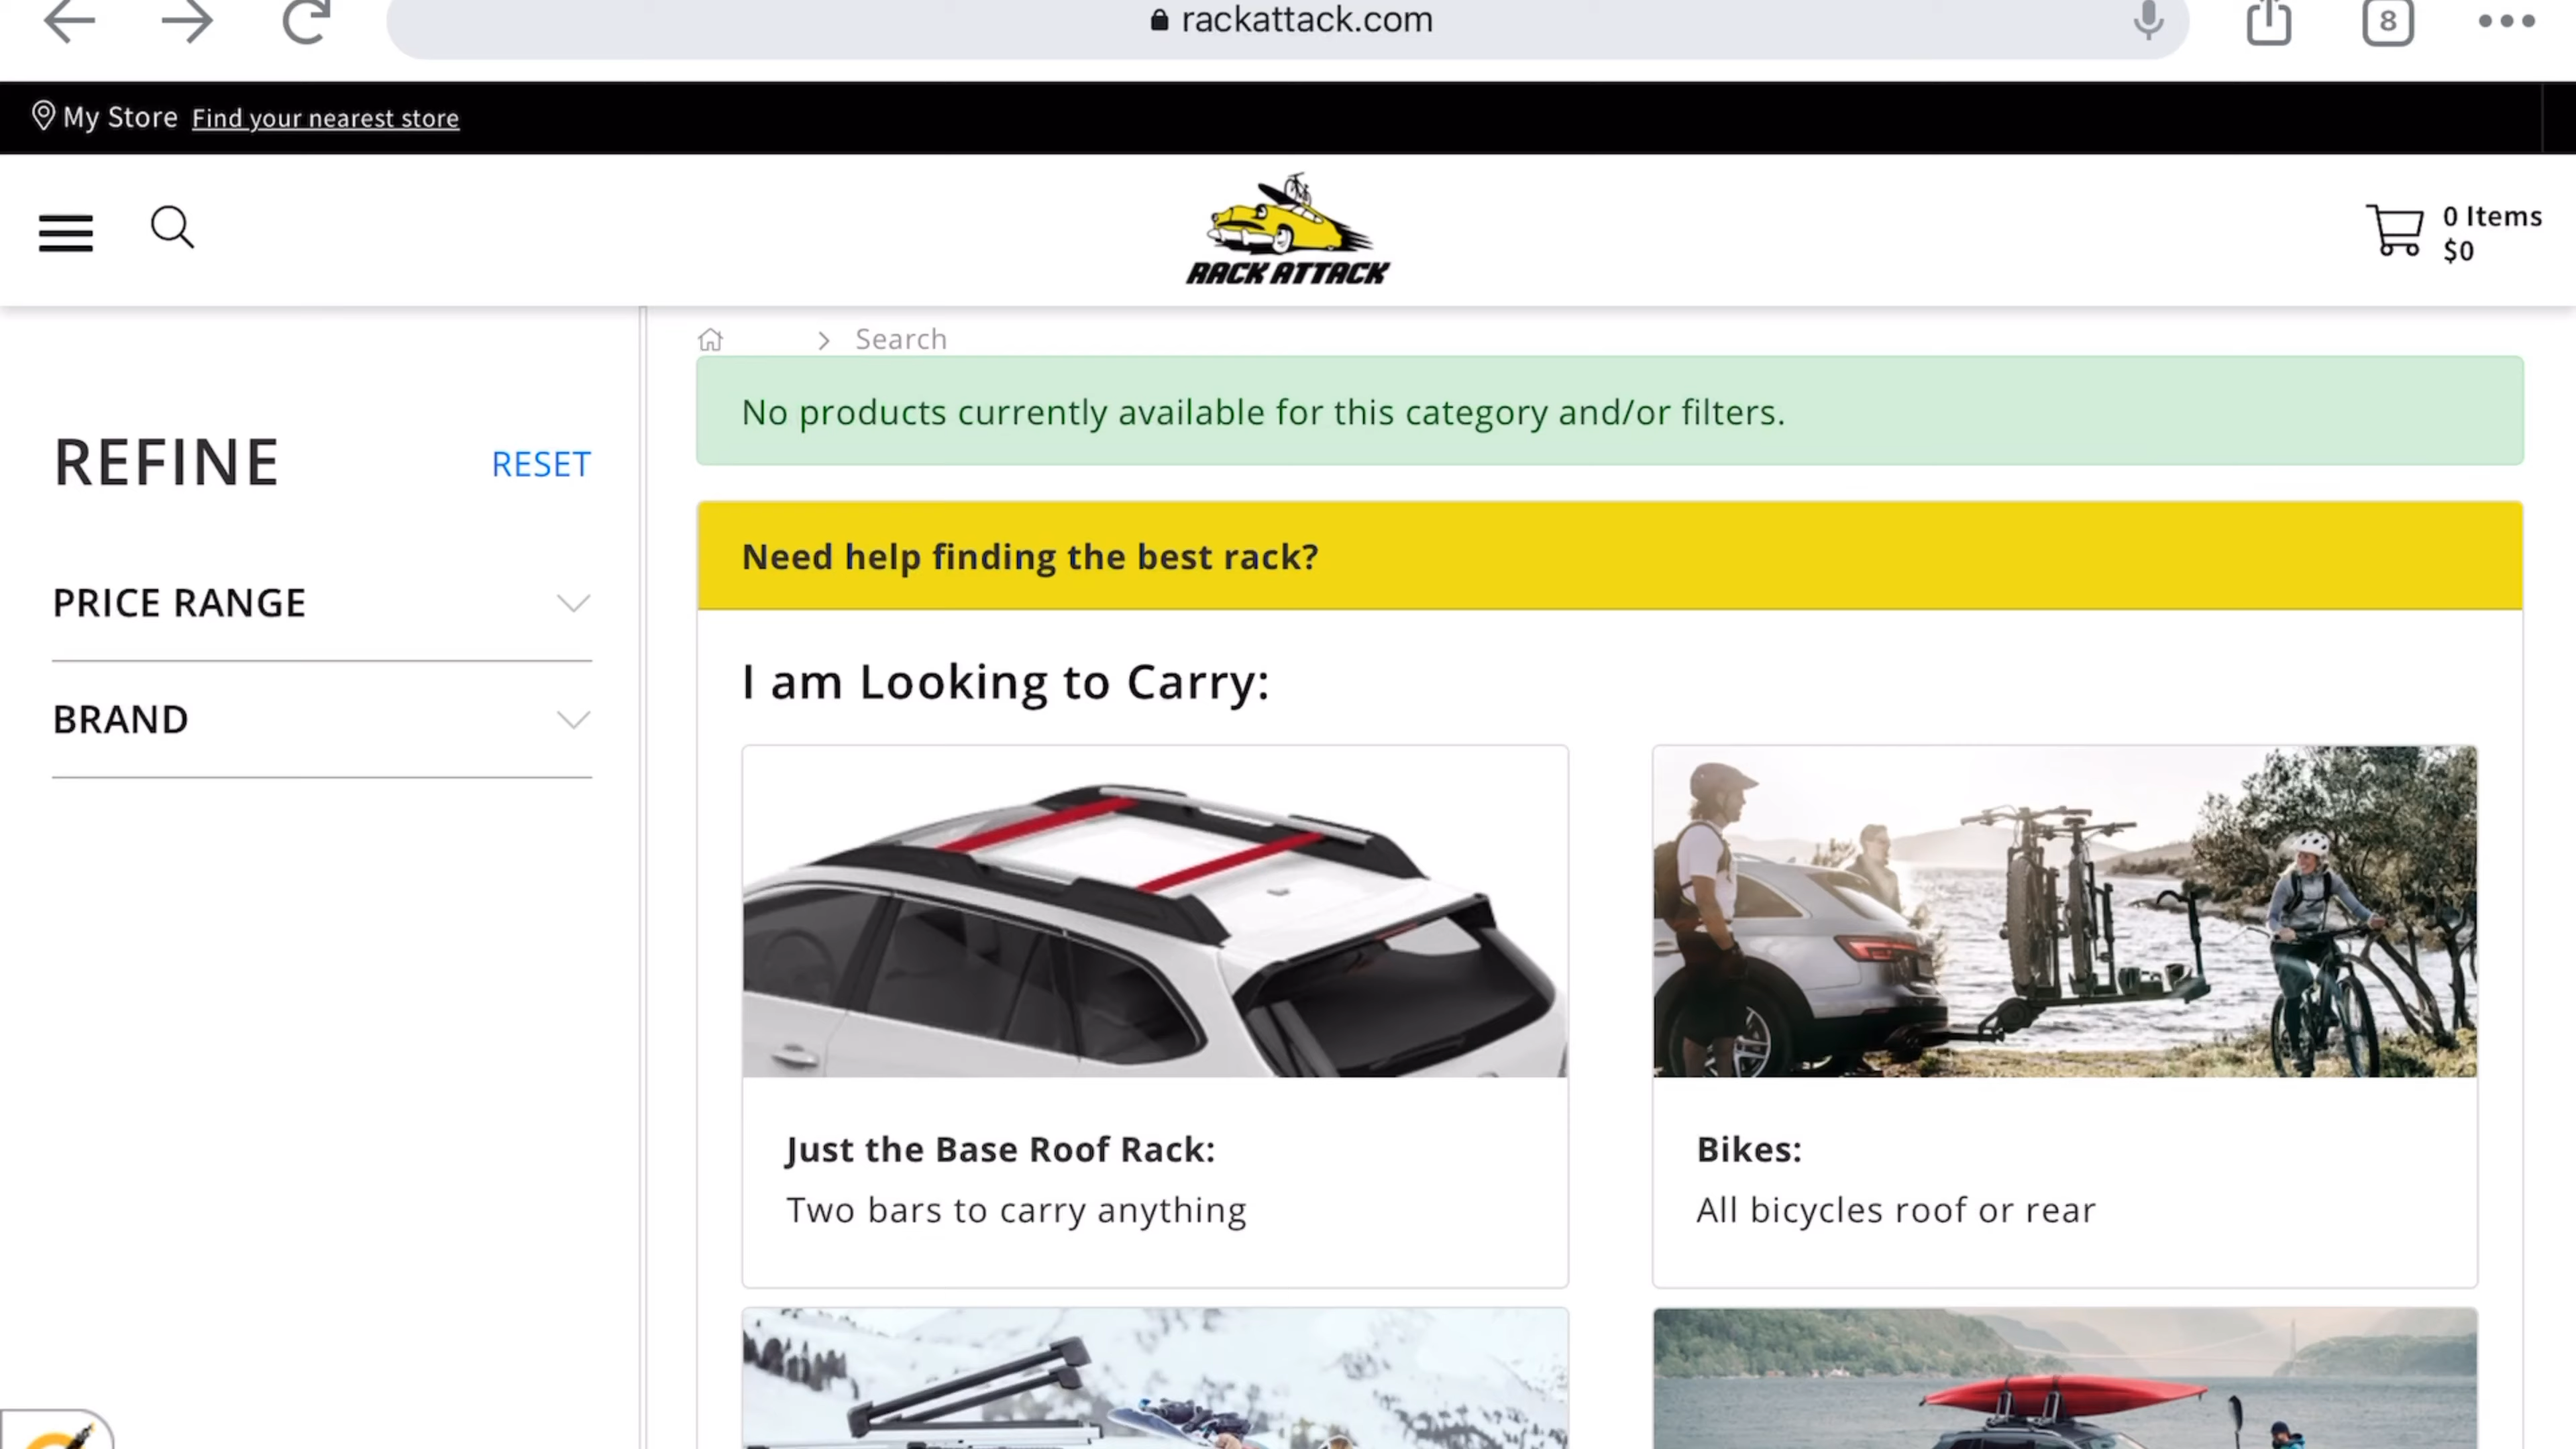 rackattack.com
8
My Store Find your nearest store
RACK ATTACK
0 Items
$0
> Search
No products currently available for this category and/or filters.
REFINE
RESET
PRICE RANGE
BRAND
Need help finding the best rack?
I am Looking to Carry:
Just the Base Roof Rack:
Two bars to carry anything
Bikes:
All bicycles roof or rear